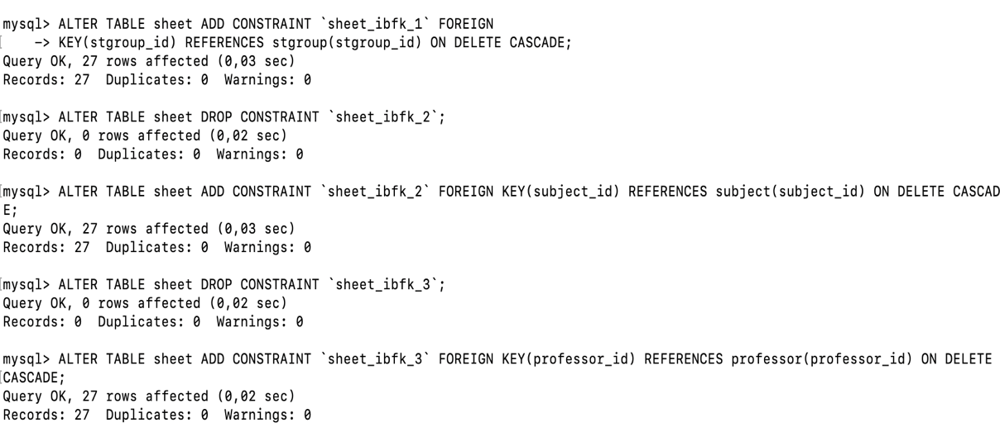 mysql> ALTER TABLE sheet ADD CONSTRAINT `sheet_ibfk_1` FOREIGN
[    -> KEY(stgroup_id) REFERENCES stgroup(stgroup_id) ON DELETE CASCADE;
Query OK, 27 rows affected (0,03 sec)
Records: 27  Duplicates: 0  Warnings: 0

[mysql> ALTER TABLE sheet DROP CONSTRAINT `sheet_ibfk_2`;
Query OK, 0 rows affected (0,02 sec)
Records: 0  Duplicates: 0  Warnings: 0

[mysql> ALTER TABLE sheet ADD CONSTRAINT `sheet_ibfk_2` FOREIGN KEY(subject_id) REFERENCES subject(subject_id) ON DELETE CASCAD
E;
Query OK, 27 rows affected (0,03 sec)
Records: 27  Duplicates: 0  Warnings: 0

[mysql> ALTER TABLE sheet DROP CONSTRAINT `sheet_ibfk_3`;
Query OK, 0 rows affected (0,02 sec)
Records: 0  Duplicates: 0  Warnings: 0

mysql> ALTER TABLE sheet ADD CONSTRAINT `sheet_ibfk_3` FOREIGN KEY(professor_id) REFERENCES professor(professor_id) ON DELETE
[CASCADE;
Query OK, 27 rows affected (0,02 sec)
Records: 27  Duplicates: 0  Warnings: 0